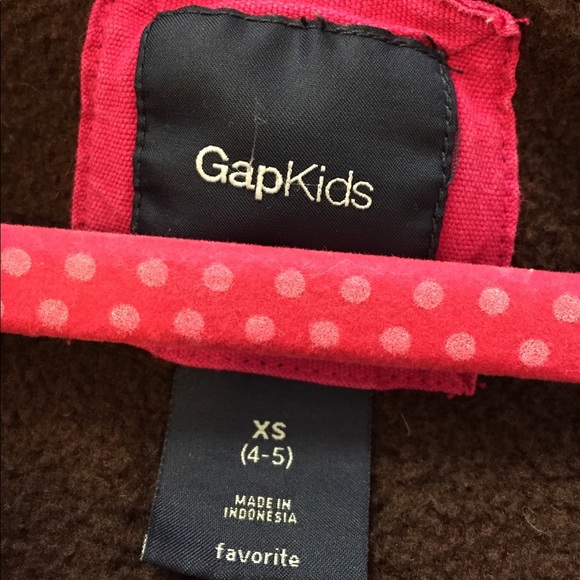 GapKids
XS
(4-5)
MADE IN
INDONESIA
favorite